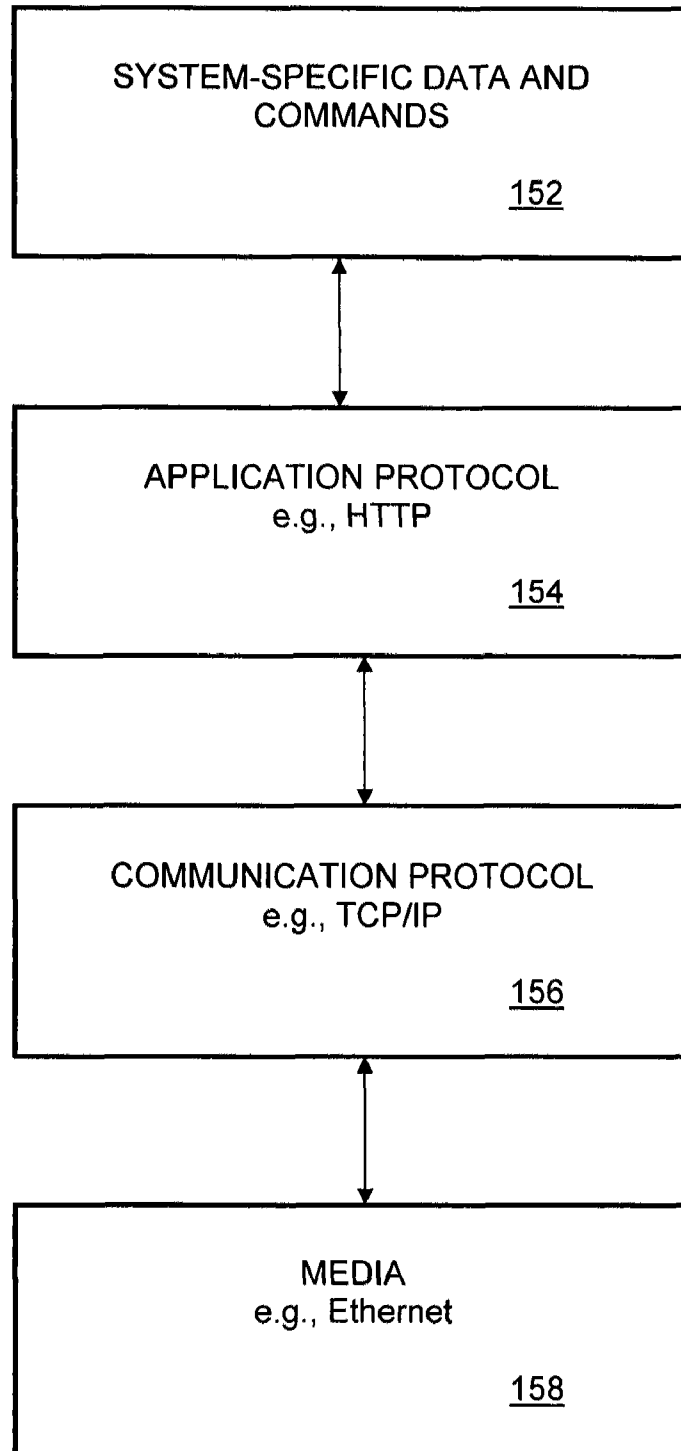 SYSTEM-SPECIFIC DATA AND
COMMANDS
152
APPLICATION PROTOCOL
e.g., HTTP
154
COMMUNICATION PROTOCOL
e.g., TCP/IP
156
MEDIA
e.g., Ethernet
158